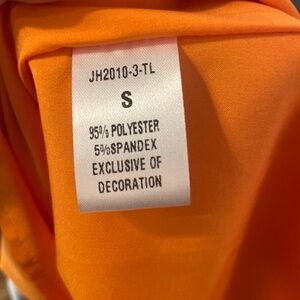 JH2010-3-TL
S
95% POLYESTER
5%SPANDEX
EXCLUSIVE OF
DECORATION